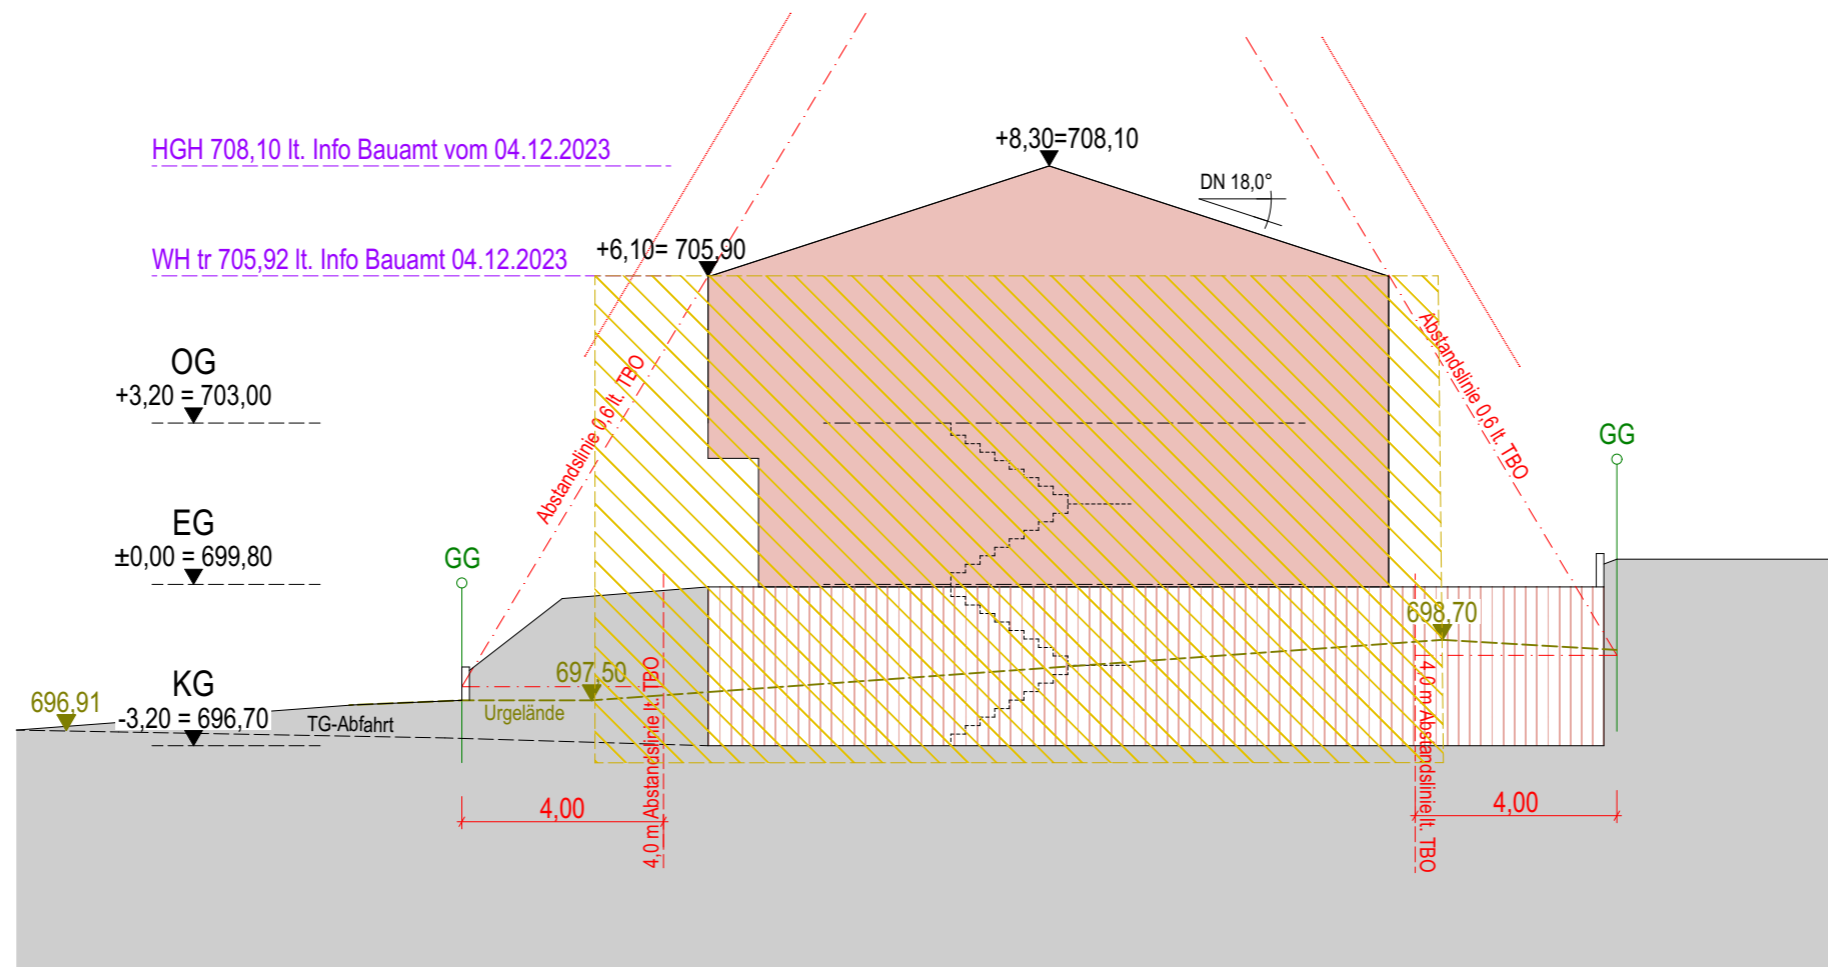 +8,30=708,10
HGH 708,10 lt. Info Bauamt vom 04.12.2023
DN 18,0°
+6,10= 705,90
WH tr 705,92 lt. Info Bauamt 04.12.2023
OG
+3,20 = 703,00
Abstandslinie 0,6 lt. TBO
Abstandslinie 0,6 lt. TBO
GG
EG
±0,00 = 699,80
GG
698,70
697,50
KG
-3,20 = 696,70
696,91
TG-Abfahrt
Urgelände
4,0 m Abstandslinie lt. TBO
4,0 m Abstandslinie lt. TBO
4,00
4,00